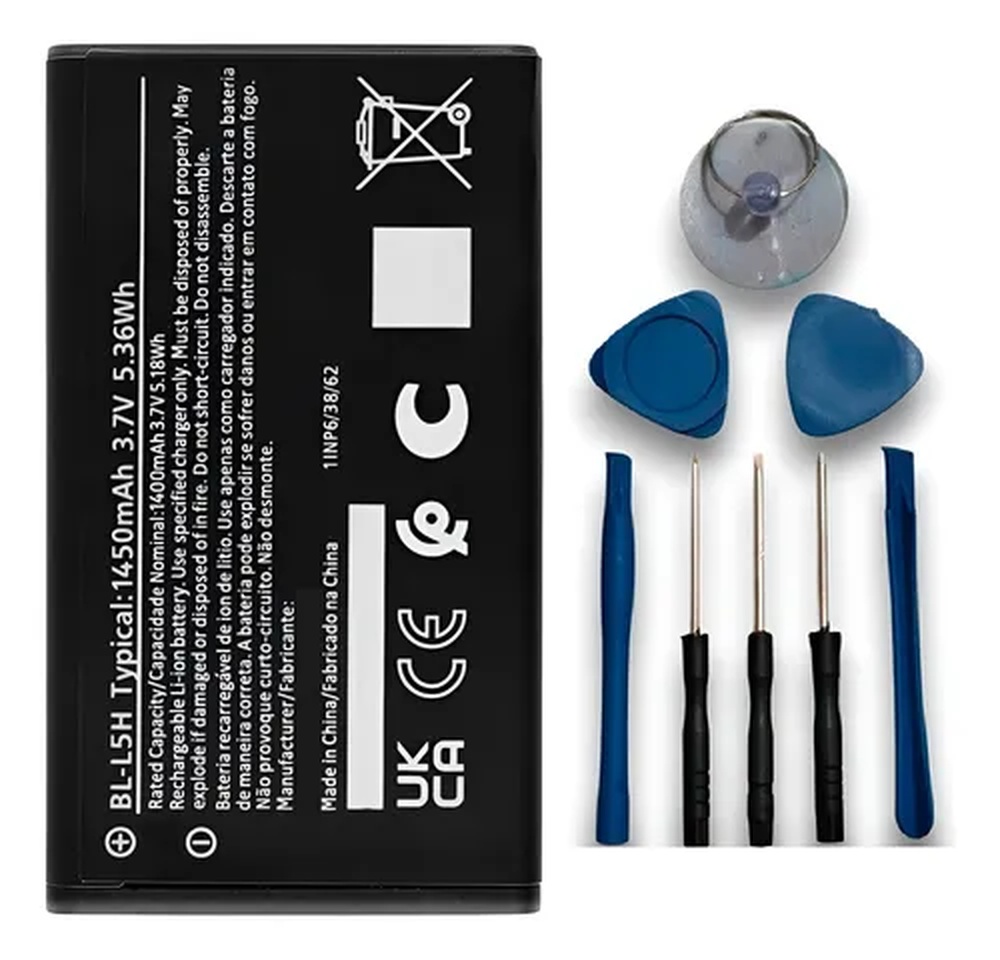 BL-L5H Typical:1450mAh 3.7V 5.36Wh
Rated Capacity/Capacidade Nominal:1400mAh 3.7V 5.18Wh
Rechargeable Li-ion battery. Use specified charger only. Must be disposed of properly. May
explode if damaged or disposed of in fire. Do not short-circuit. Do not disassemble.
Bateria recarregável de ion de lítio. Use apenas como carregador indicado. Descarte a bateria
de maneira correta. A bateria pode explodir se sofrer danos ou entrar em contato com fogo.
Não provoque curto-circuito. Não desmonte.
Manufacturer/Fabricante:
Made in China/Fabricado na China
1INP6/38/62
UK
CA
CE